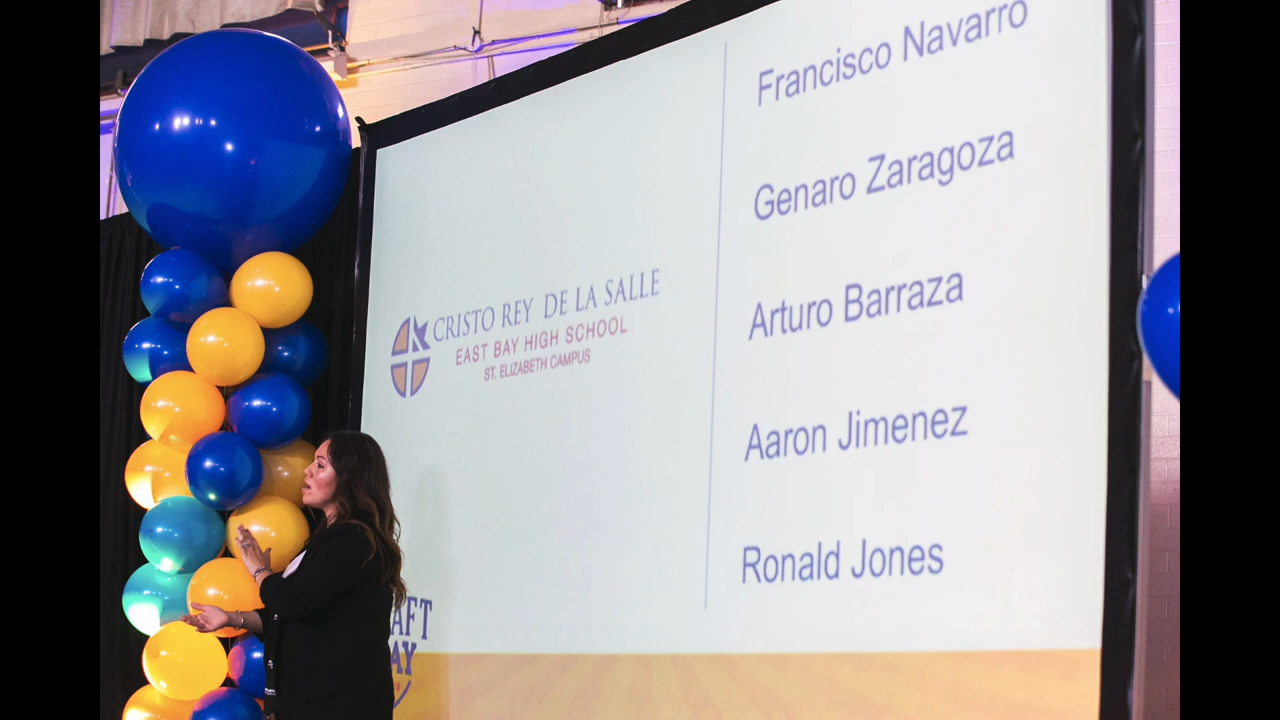 CRISTO REY DE LA SALLE
EAST BAY HIGH SCHOOL
ST. ELIZABETH CAMPUS
Francisco Navarro
Genaro Zaragoza
Arturo Barraza
Aaron Jimenez
Ronald Jones